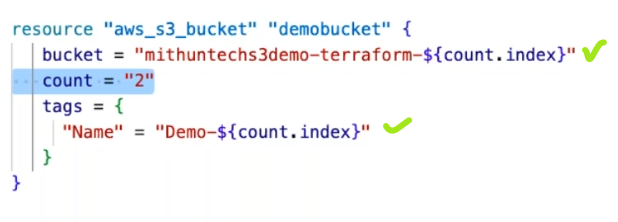 resource "aws_s3_bucket" "demobucket" {
bucket = "mithuntechs3demo-terraform-${count.index}"
count = "2"
tags = {
"Name" = "Demo-${count.index}"
}
}